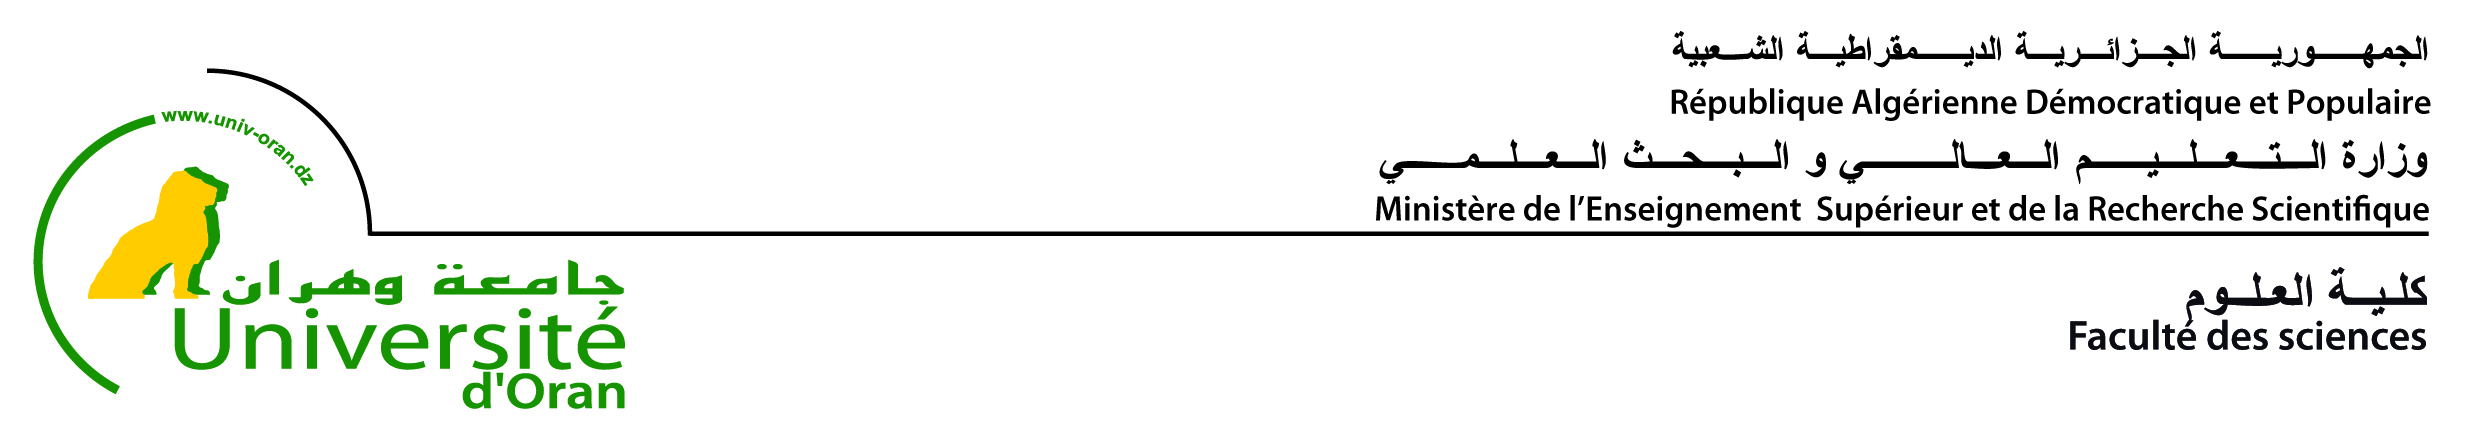 الجمهورية الجزائرية الديمقراطية الشعبية
République Algérienne Démocratique et Populaire
وزارة التعليم العالي و البحث العلمي
Ministère de l’Enseignement Supérieur et de la Recherche Scientifique
www.univ-oran.dz
جامعة وهران
Université
d'Oran
كلية العلوم
Faculté des sciences